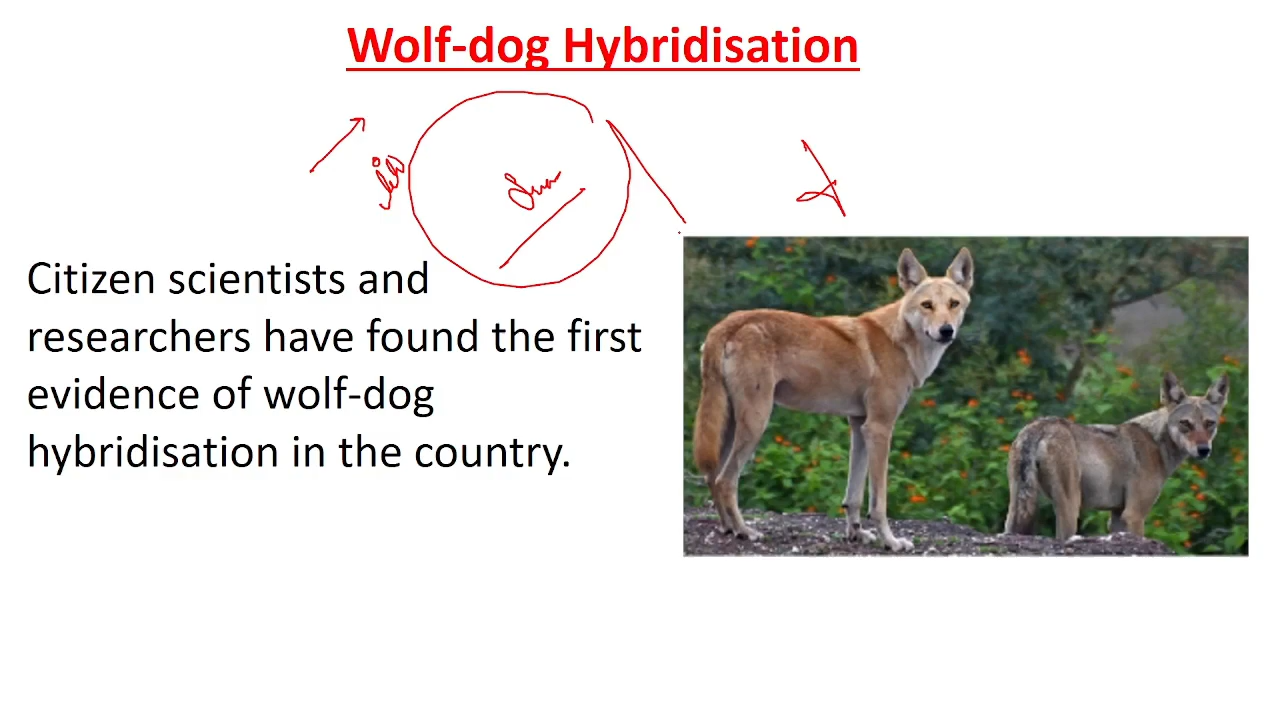 Wolf-dog Hybridisation
Citizen scientists and
researchers have found the first
evidence of wolf-dog
hybridisation in the country.